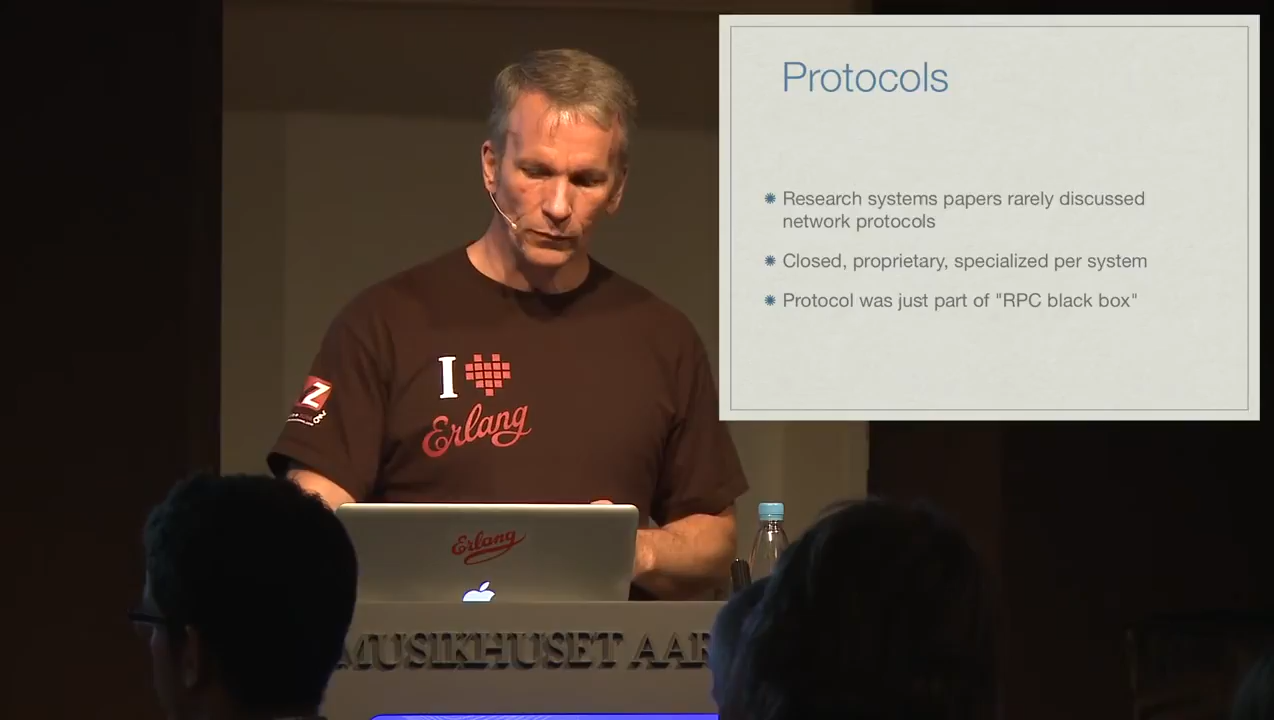 Protocols
Research systems papers rarely discussed
network protocols
Closed, proprietary, specialized per system
Protocol was just part of "RPC black box"
I
Erlang
Z
Erlang
MUSIKHUSET AAR